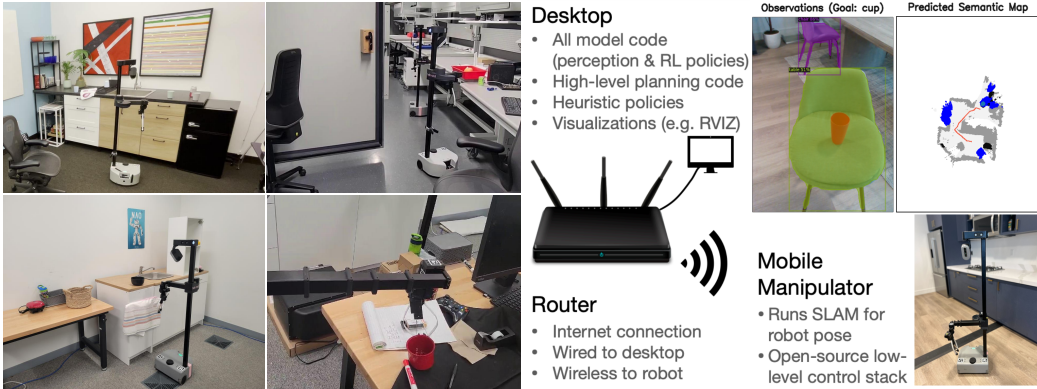 Desktop
• All model code
(perception & RL policies)
• High-level planning code
• Heuristic policies
• Visualizations (e.g. RVIZ)
Router
• Internet connection
• Wired to desktop
• Wireless to robot
Observations (Goal: cup)
Predicted Semantic Map
Mobile
Manipulator
• Runs SLAM for
robot pose
• Open-source low-
level control stack
NAO